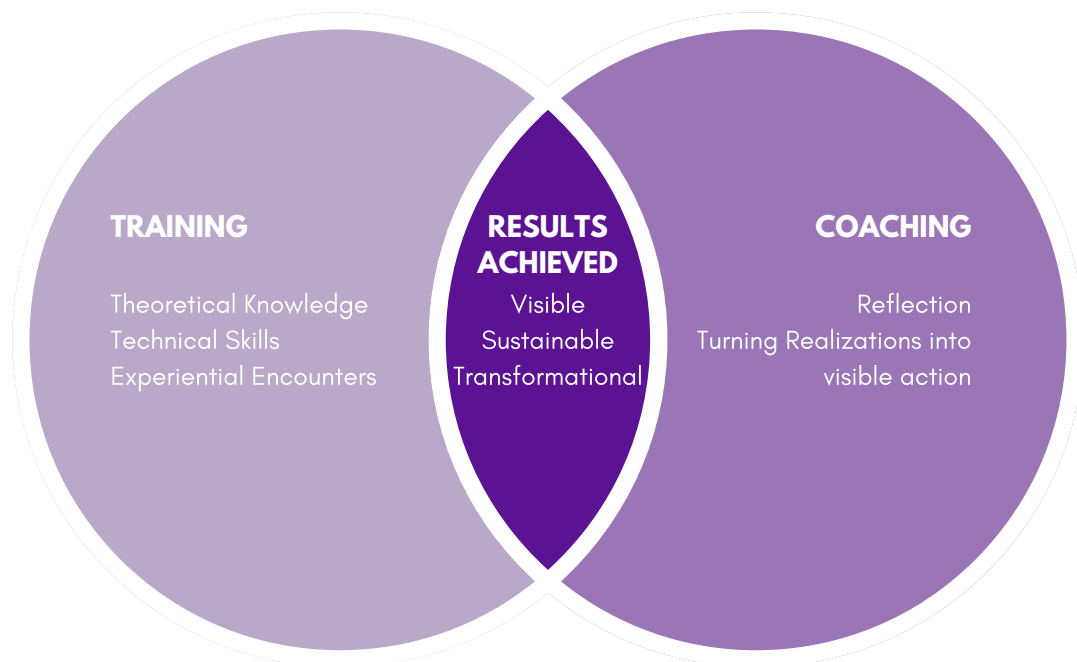 TRAINING
Theoretical Knowledge
Technical Skills
Experiential Encounters
RESULTS
ACHIEVED
Visible
Sustainable
Transformational
COACHING
Reflection
Turning Realizations into
visible action